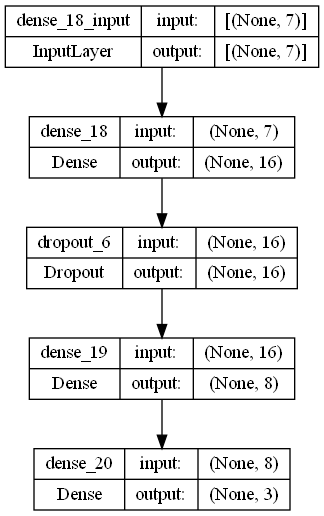 dense_18_input input: [(None, 7)]
InputLayer output: [(None, 7)]
dense_18 input: (None, 7)
Dense output: (None, 16)
dropout_6 input: (None, 16)
Dropout output: (None, 16)
dense_19 input: (None, 16)
Dense output: (None, 8)
dense_20 input: (None, 8)
Dense output: (None, 3)